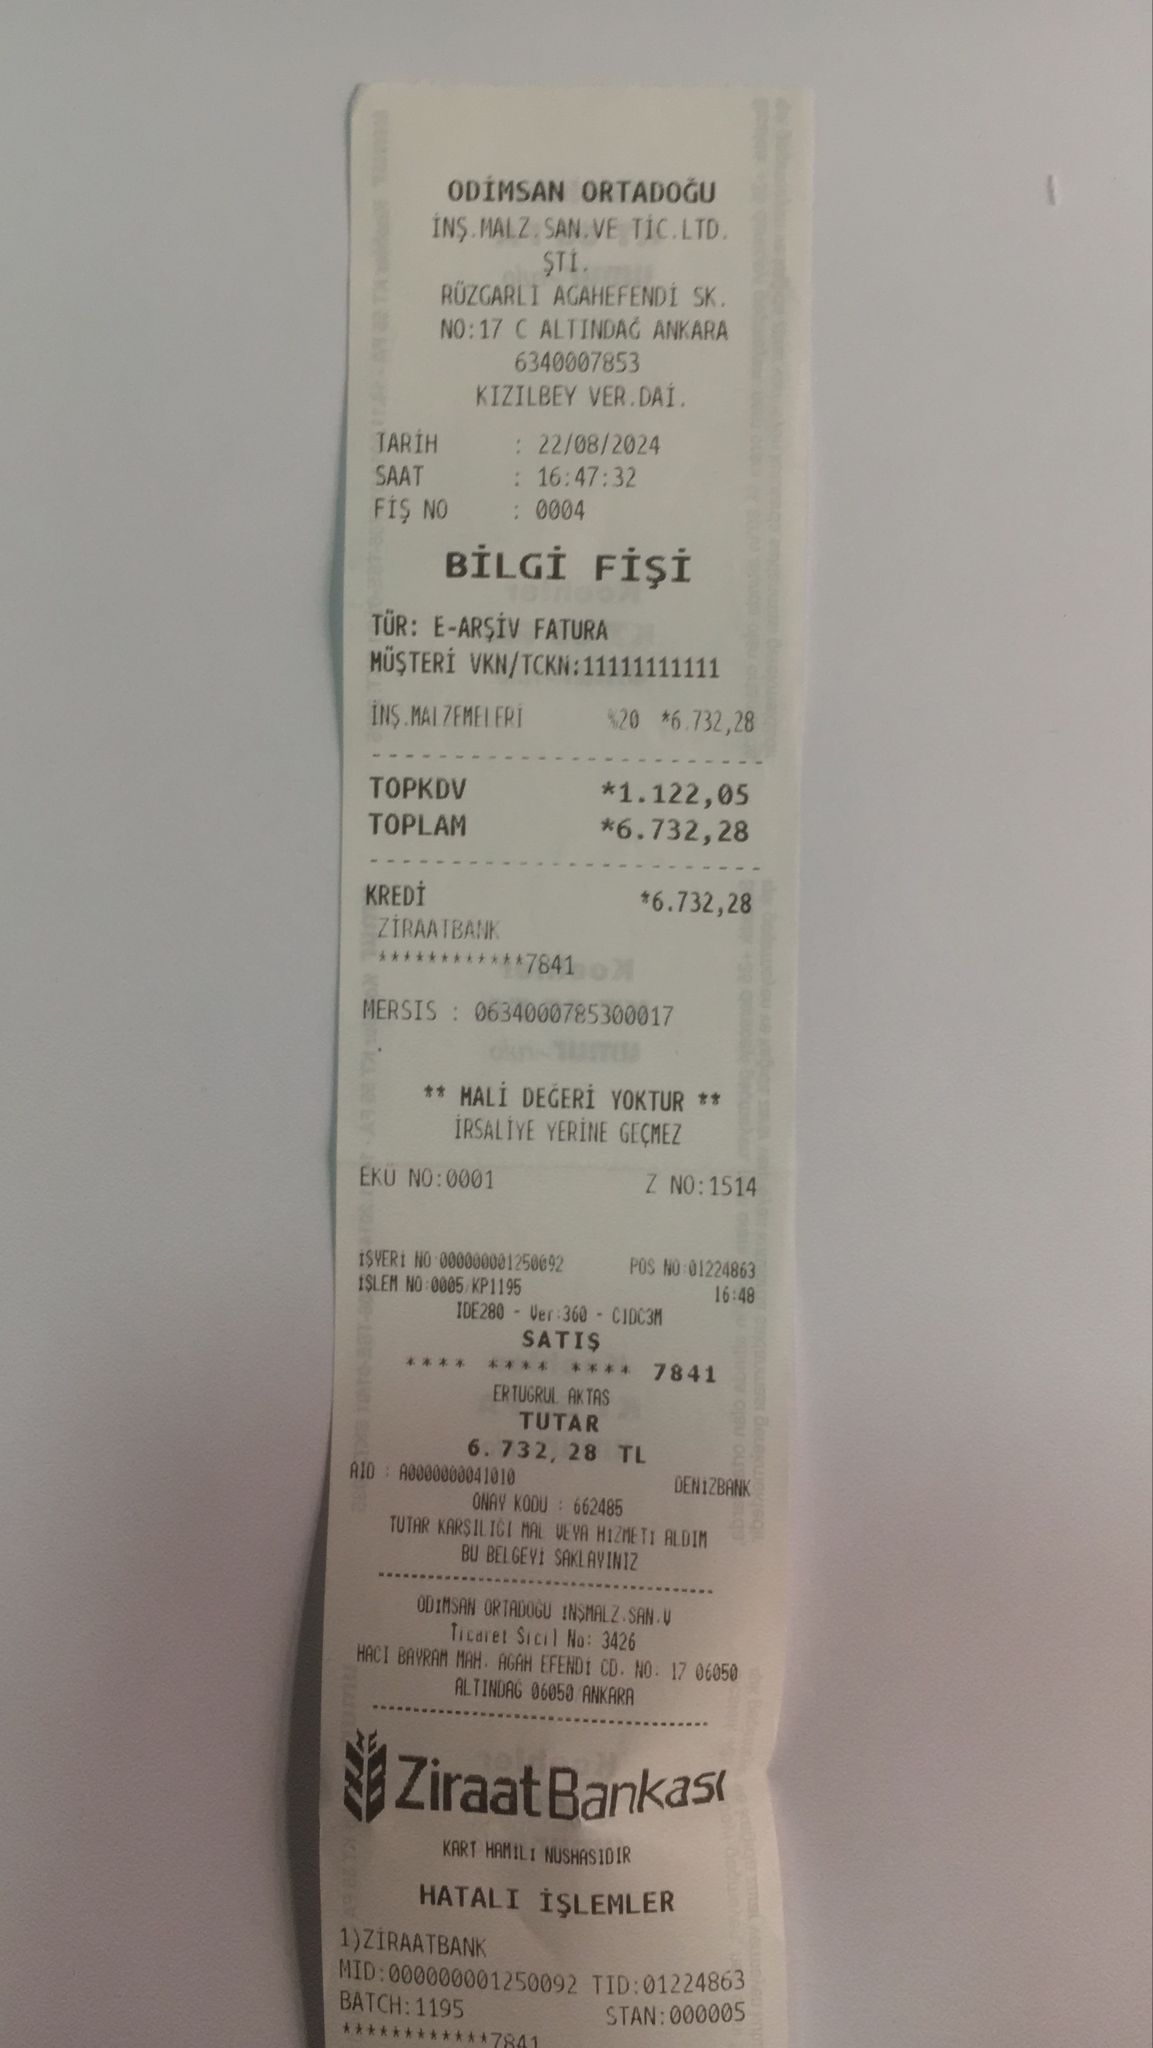 ODİMSAN ORTADOĞU
İNŞ.MALZ.SAN.VE TİC.LTD.
ŞTİ.
RÜZGARLI AGAHEFENDİ SK.
NO:17 C ALTINDAĞ ANKARA
6340007853
KIZILBEY VER.DAİ.
TARİH : 22/08/2024
SAAT : 16:47:32
FİŞ NO : 0004
BİLGİ FİŞİ
TÜR: E-ARŞİV FATURA
MÜŞTERİ VKN/TCKN:11111111111
İNŞ.MALZEMELERİ %20 *6.732,28
TOPKDV *1.122,05
TOPLAM *6.732,28
KREDİ *6.732,28
ZİRAATBANK
************7841
MERSIS : 0634000785300017
** MALİ DEĞERİ YOKTUR **
İRSALİYE YERİNE GEÇMEZ
EKÜ NO:0001 Z NO:1514
İŞYERİ NO:000000001250092 POS NO:01224863
İŞLEM NO:0005/KP1195 16:48
IDE280 - Ver:360 - C1DC3M
SATIŞ
**** **** **** 7841
ERTUGRUL AKTAS
TUTAR
6.732,28 TL
AID : A0000000041010 DENİZBANK
ONAY KODU : 662485
TUTAR KARŞILIĞI MAL VEYA HİZMETİ ALDIM
BU BELGEYİ SAKLAYINIZ
ODİMSAN ORTADOĞU İNŞMALZ.SAN.V
Ticaret Sicil No: 3426
HACI BAYRAM MAH. AGAH EFENDİ CD. NO. 17 06050
ALTINDAĞ 06050/ANKARA
Ziraat Bankası
KART HAMİLİ NÜSHASIDIR
HATALI İŞLEMLER
1)ZİRAATBANK
MID:000000001250092 TID:01224863
BATCH:1195 STAN:000005
************7841